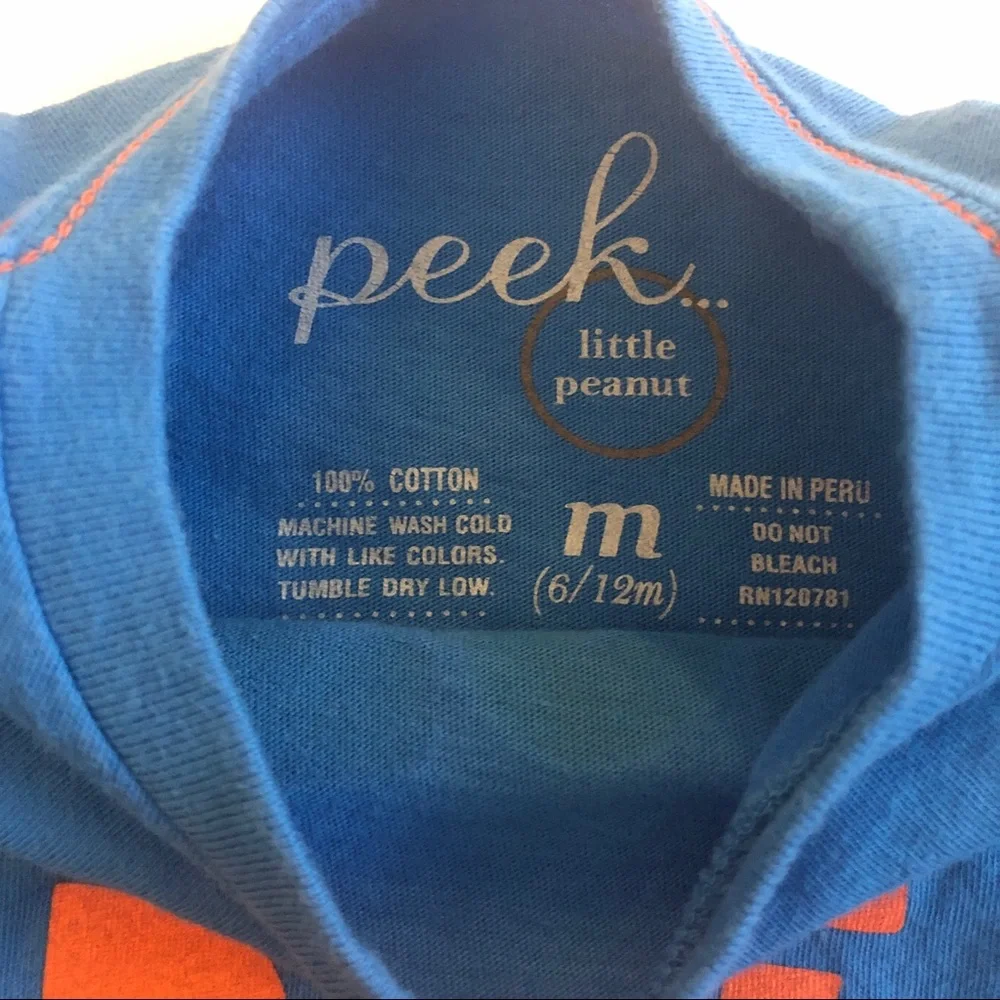 peek...
little
peanut
100% COTTON
MACHINE WASH COLD
WITH LIKE COLORS.
TUMBLE DRY LOW.
m
(6/12m)
MADE IN PERU
DO NOT
BLEACH
RN120781